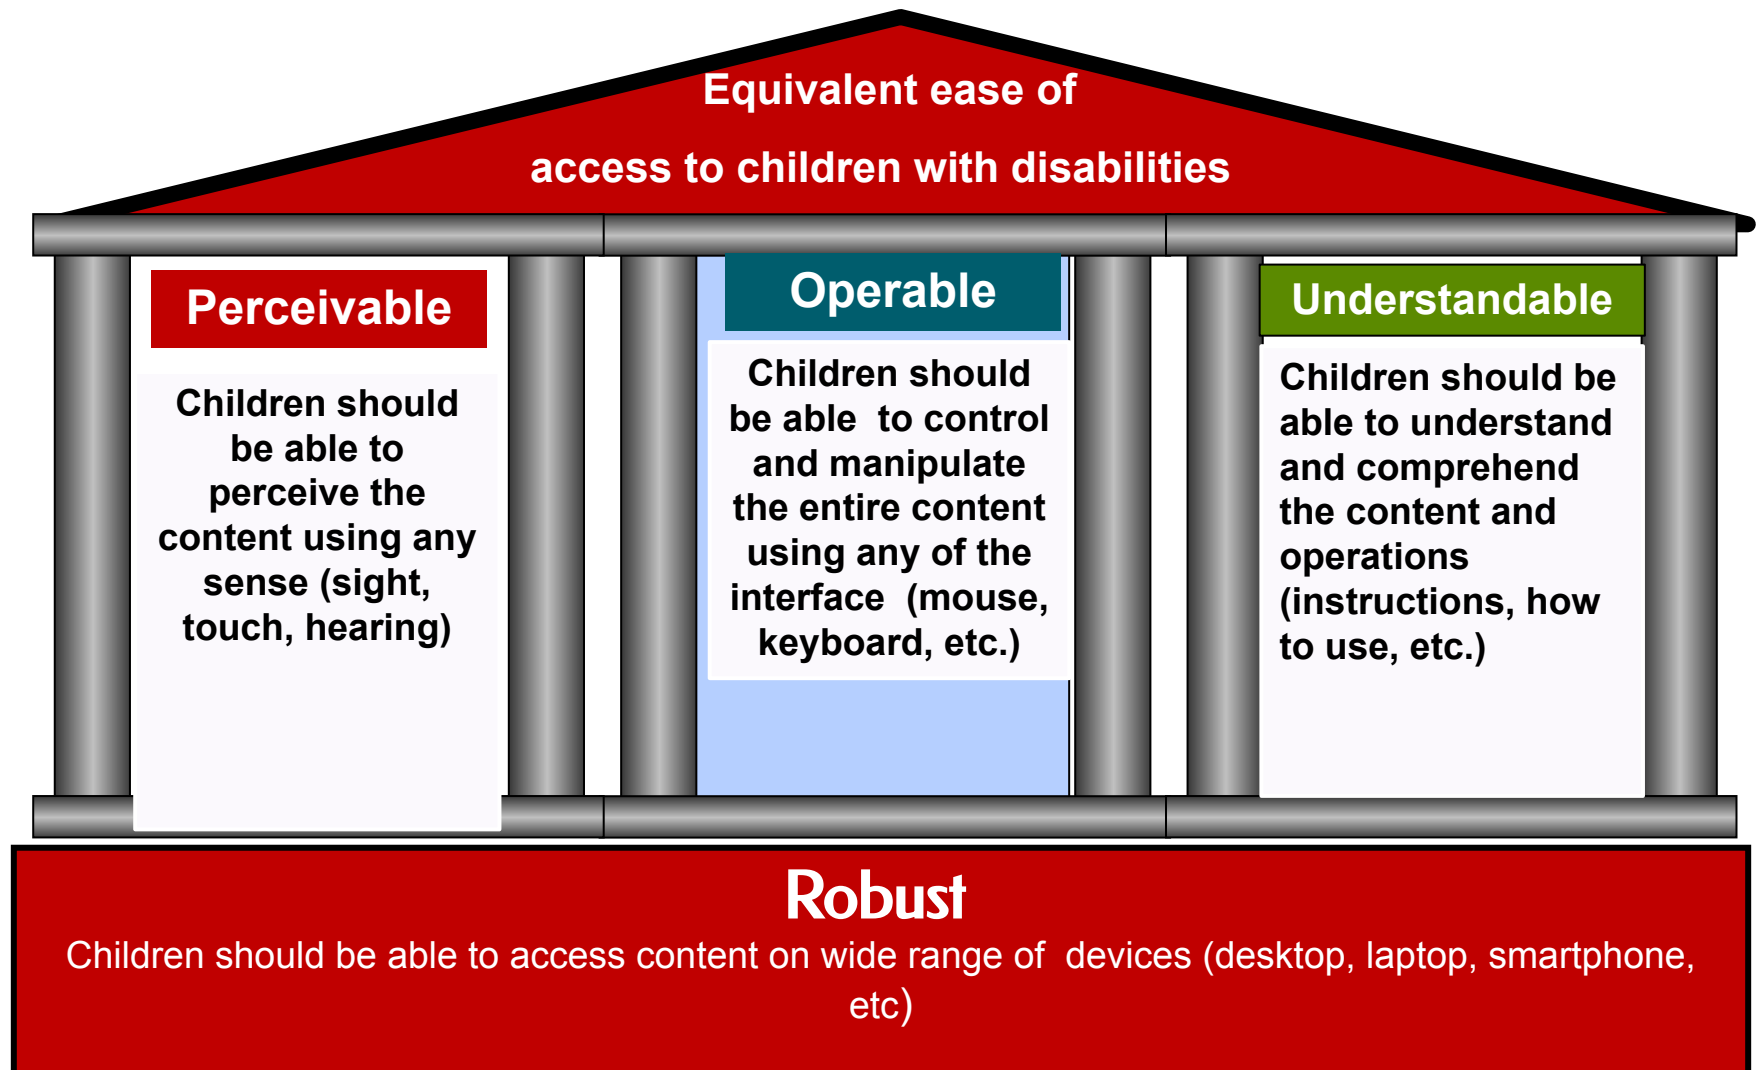 Equivalent ease of
access to children with disabilities
Perceivable
Children should
be able to
perceive the
content using any
sense (sight,
touch, hearing)
Operable
Children should
be able  to control
and manipulate
the entire content
using any of the
interface  (mouse,
keyboard, etc.)
Understandable
Children should be
able to understand
and comprehend
the content and
operations
(instructions, how
to use, etc.)
Robust
Children should be able to access content on wide range of  devices (desktop, laptop, smartphone,
etc)